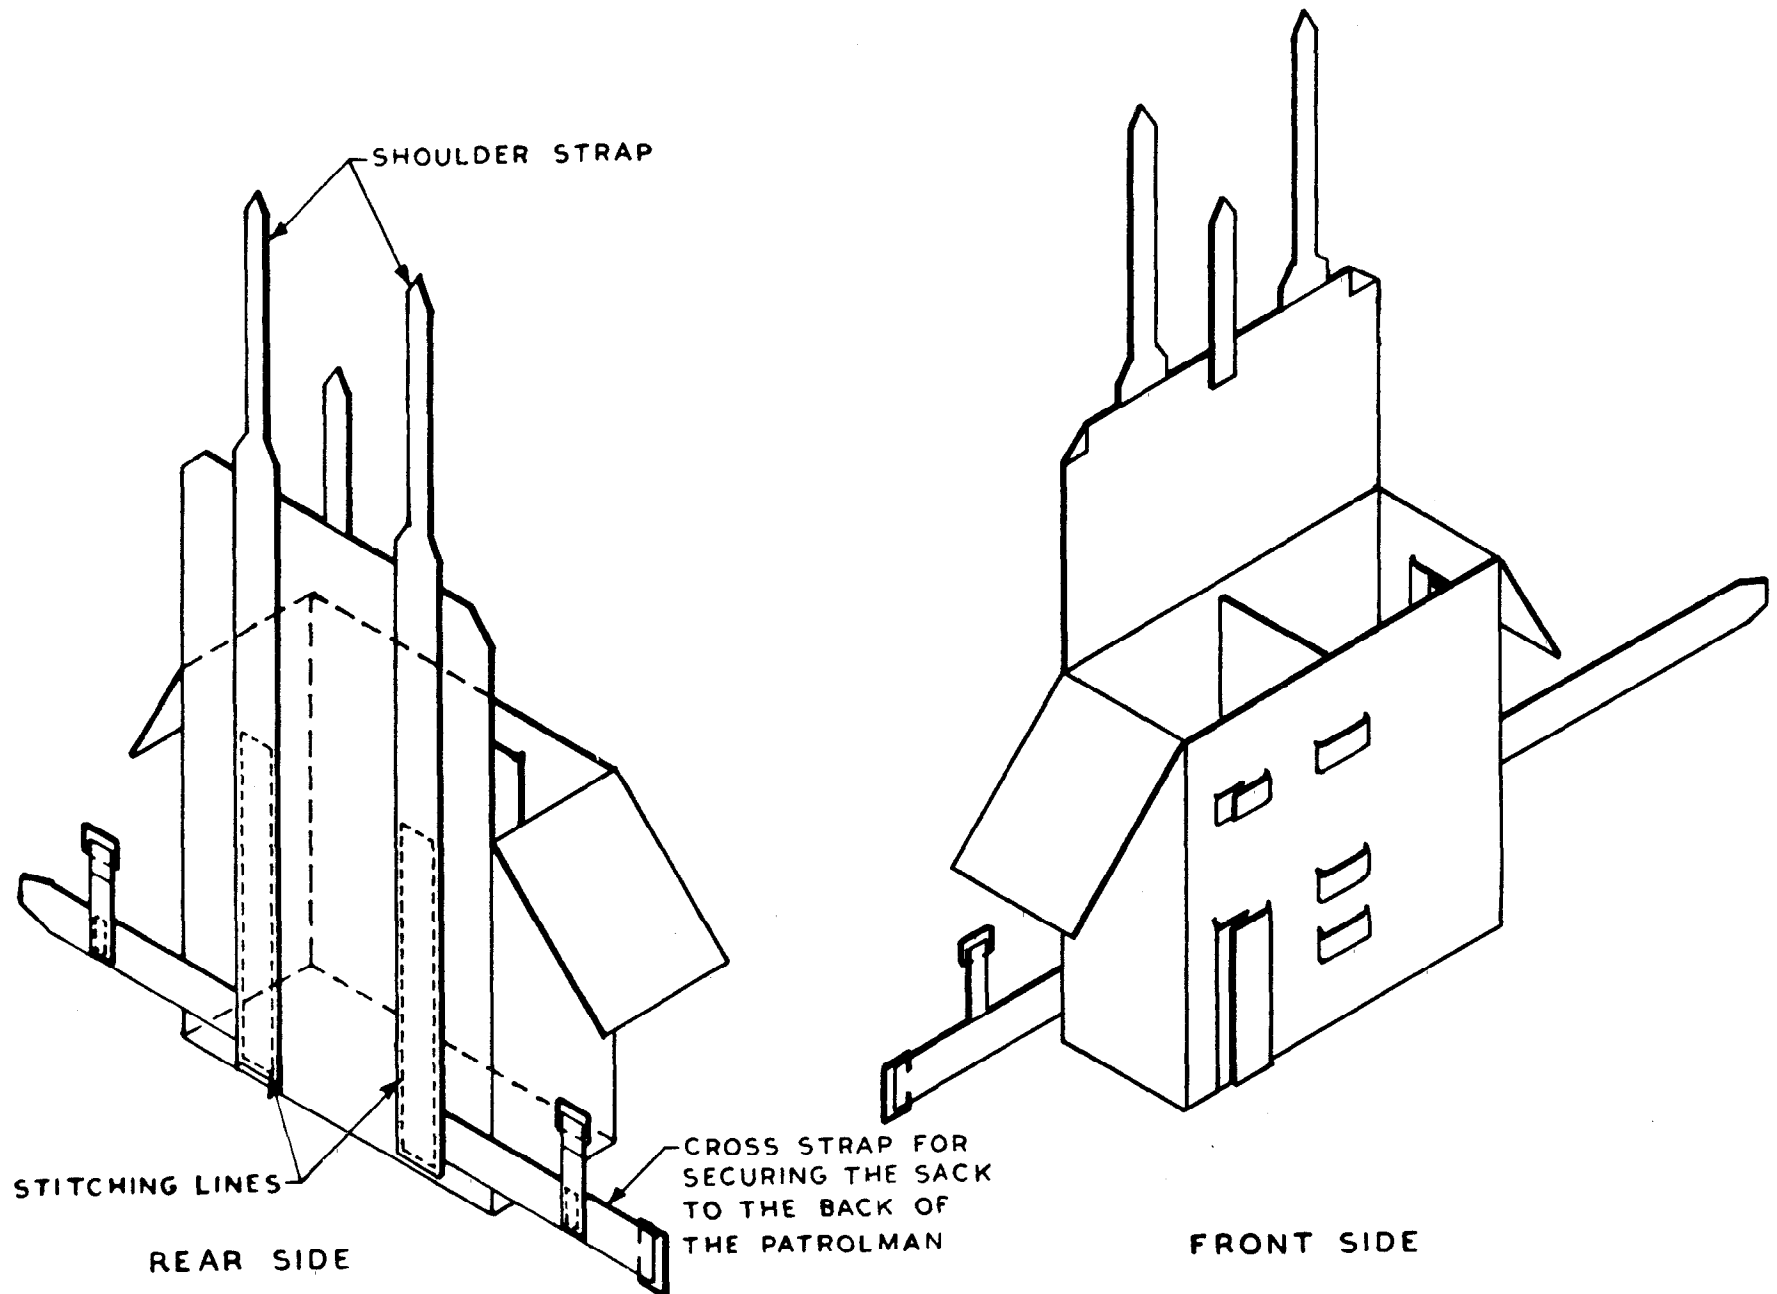 SHOULDER STRAP
STITCHING LINES
CROSS STRAP FOR
SECURING THE SACK
TO THE BACK OF
THE PATROLMAN
REAR SIDE
FRONT SIDE